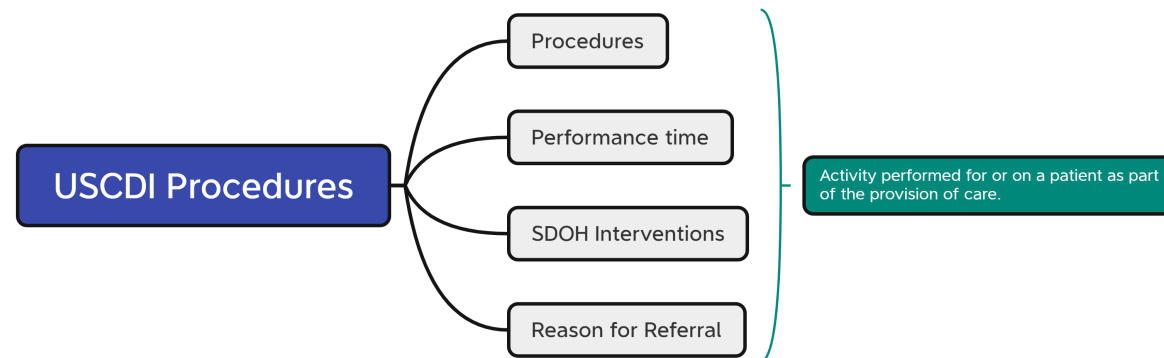 USCDI Procedures
Procedures
Performance time
SDOH Interventions
Reason for Referral
Activity performed for or on a patient as part
of the provision of care.